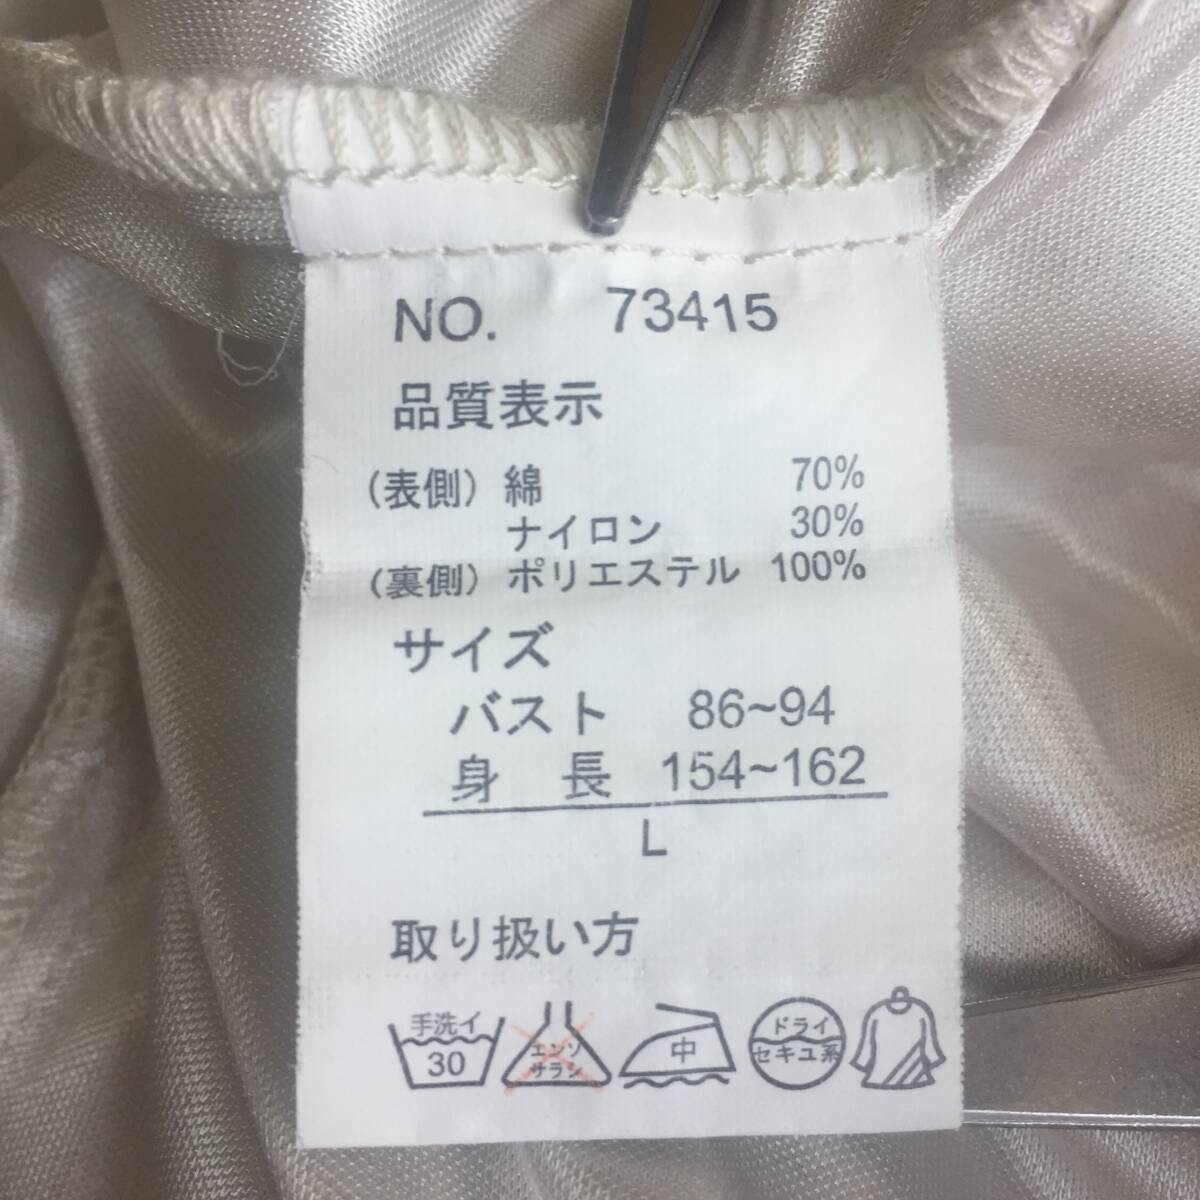 NO. 73415
品質表示
(表側) 綿 70%
ナイロン 30%
(裏側) ポリエステル 100%
サイズ
バスト 86~94
身 長 154~162
L
取り扱い方
手洗イ
30
エンソ
サラシ
中
ドライ
セキユ系